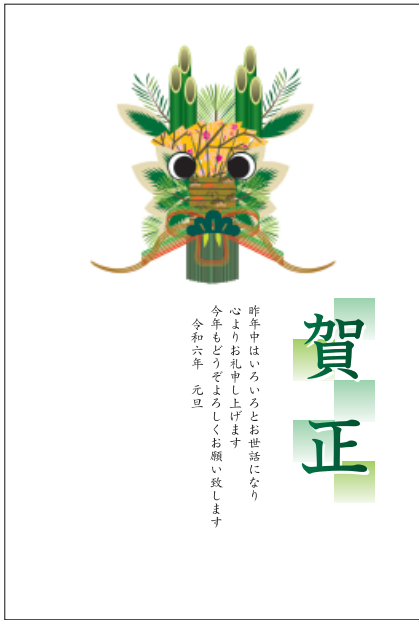 賀正
昨年中はいろいろとお世話になり
心よりお礼申し上げます
今年もどうぞよろしくお願い致します
令和六年　元旦